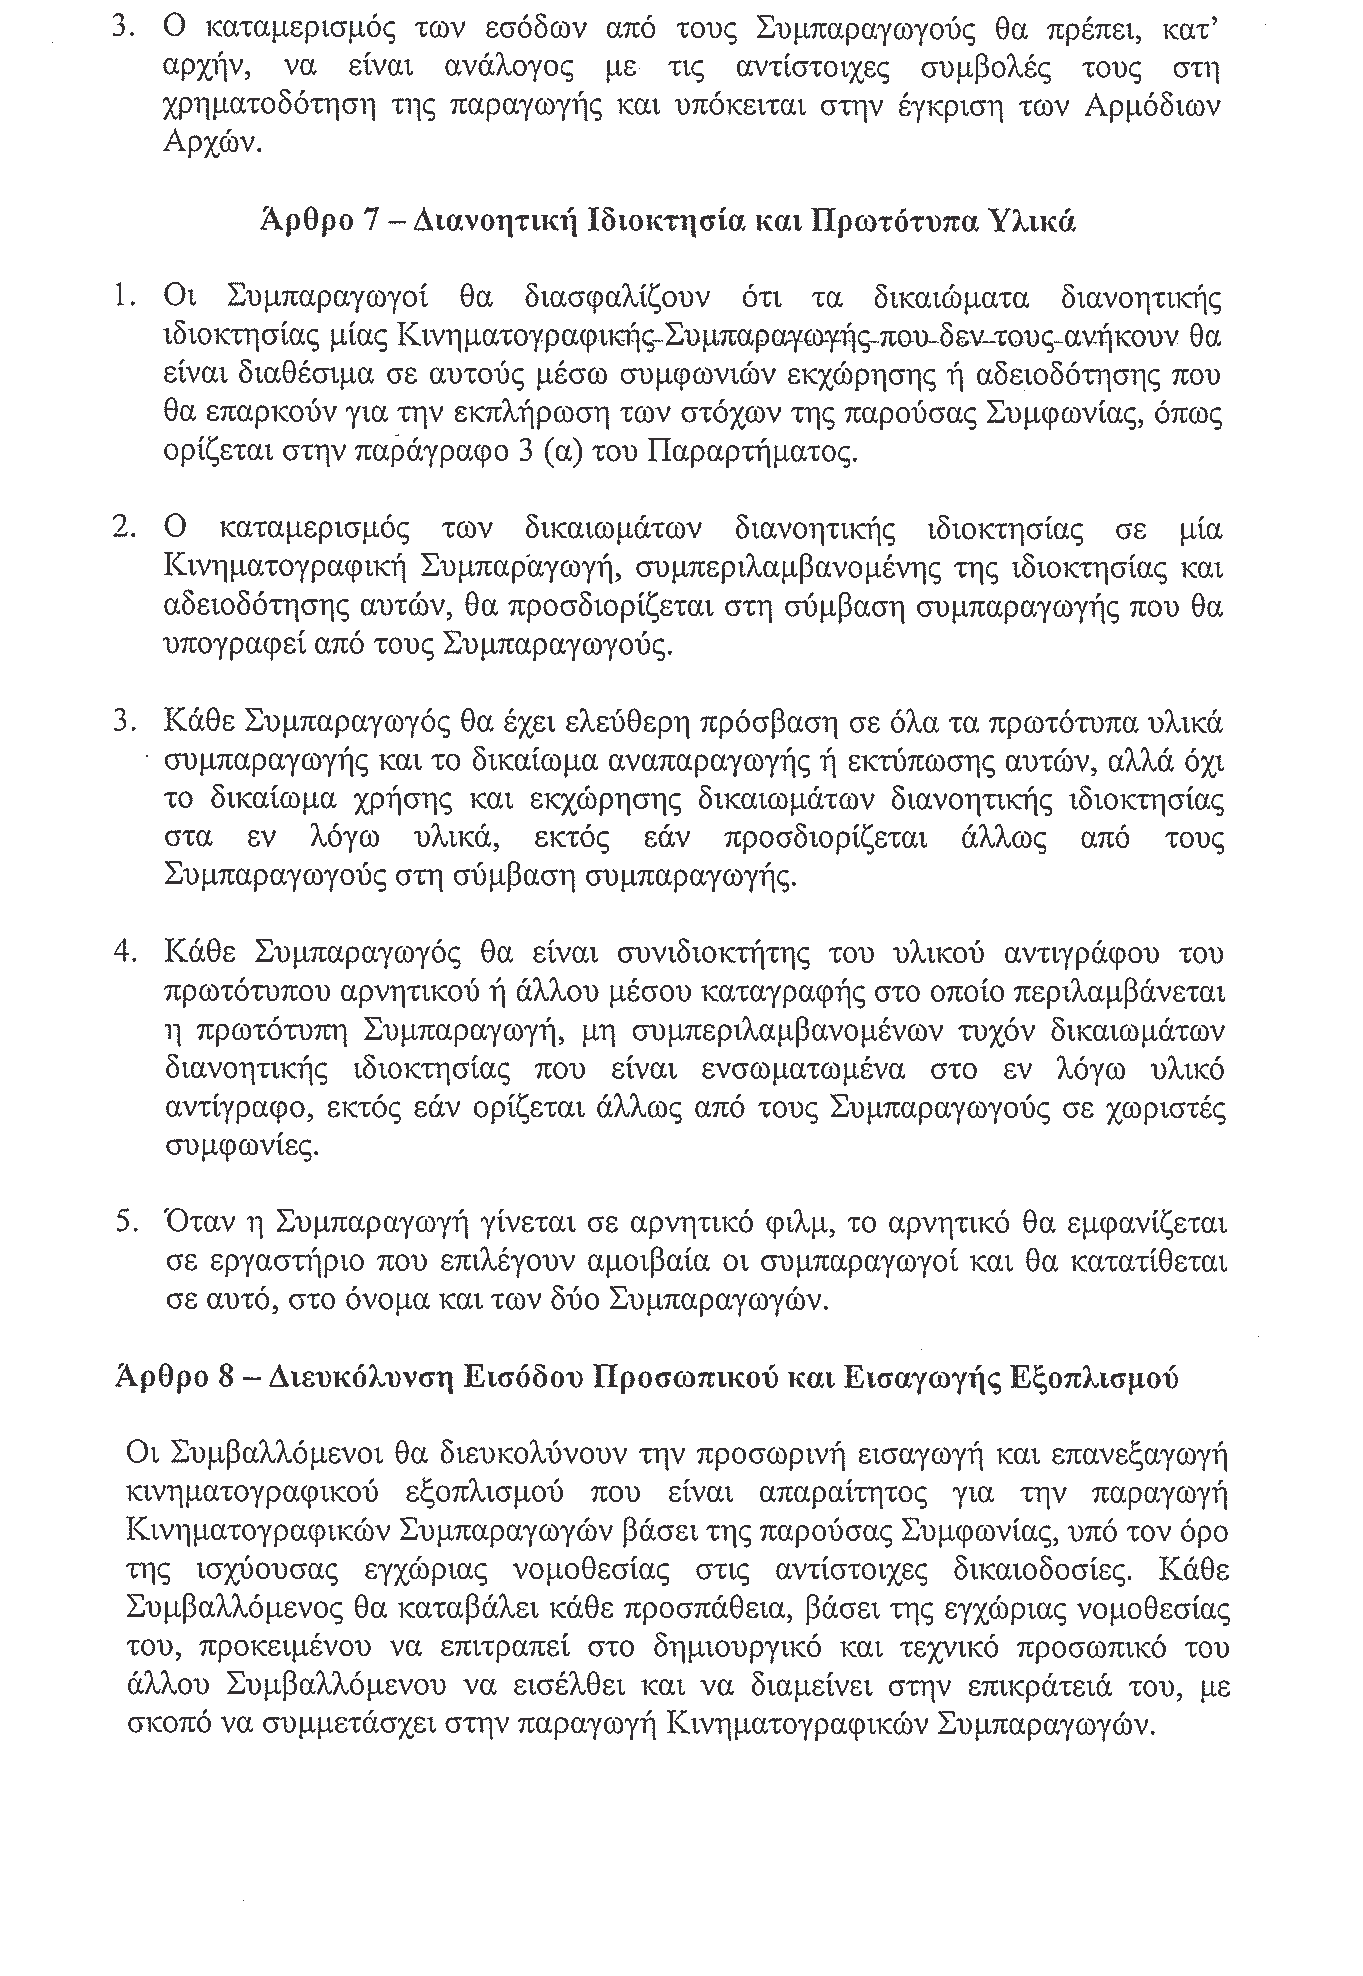 3. Ο καταμερισμός των εσόδων από τους Συμπαραγωγούς θα πρέπει, κατ’
αρχήν, να είναι ανάλογος με τις αντίστοιχες συμβολές τους στη
χρηματοδότηση της παραγωγής και υπόκειται στην έγκριση των Αρμόδιων
Αρχών.
Άρθρο 7 – Διανοητική Ιδιοκτησία και Πρωτότυπα Υλικά
1. Οι Συμπαραγωγοί θα διασφαλίζουν ότι τα δικαιώματα διανοητικής
ιδιοκτησίας μίας Κινηματογραφικής Συμπαραγωγής που δεν τους ανήκουν θα
είναι διαθέσιμα σε αυτούς μέσω συμφωνιών εκχώρησης ή αδειοδότησης που
θα επαρκούν για την εκπλήρωση των στόχων της παρούσας Συμφωνίας, όπως
ορίζεται στην παράγραφο 3 (α) του Παραρτήματος.
2. Ο καταμερισμός των δικαιωμάτων διανοητικής ιδιοκτησίας σε μία
Κινηματογραφική Συμπαραγωγή, συμπεριλαμβανομένης της ιδιοκτησίας και
αδειοδότησης αυτών, θα προσδιορίζεται στη σύμβαση συμπαραγωγής που θα
υπογραφεί από τους Συμπαραγωγούς.
3. Κάθε Συμπαραγωγός θα έχει ελεύθερη πρόσβαση σε όλα τα πρωτότυπα υλικά
συμπαραγωγής και το δικαίωμα αναπαραγωγής ή εκτύπωσης αυτών, αλλά όχι
το δικαίωμα χρήσης και εκχώρησης δικαιωμάτων διανοητικής ιδιοκτησίας
στα εν λόγω υλικά, εκτός εάν προσδιορίζεται άλλως από τους
Συμπαραγωγούς στη σύμβαση συμπαραγωγής.
4. Κάθε Συμπαραγωγός θα είναι συνιδιοκτήτης του υλικού αντιγράφου του
πρωτότυπου αρνητικού ή άλλου μέσου καταγραφής στο οποίο περιλαμβάνεται
η πρωτότυπη Συμπαραγωγή, μη συμπεριλαμβανομένων τυχόν δικαιωμάτων
διανοητικής ιδιοκτησίας που είναι ενσωματωμένα στο εν λόγω υλικό
αντίγραφο, εκτός εάν ορίζεται άλλως από τους Συμπαραγωγούς σε χωριστές
συμφωνίες.
5. Όταν η Συμπαραγωγή γίνεται σε αρνητικό φιλμ, το αρνητικό θα εμφανίζεται
σε εργαστήριο που επιλέγουν αμοιβαία οι συμπαραγωγοί και θα κατατίθεται
σε αυτό, στο όνομα και των δύο Συμπαραγωγών.
Άρθρο 8 – Διευκόλυνση Εισόδου Προσωπικού και Εισαγωγής Εξοπλισμού
Οι Συμβαλλόμενοι θα διευκολύνουν την προσωρινή εισαγωγή και επανεξαγωγή
κινηματογραφικού εξοπλισμού που είναι απαραίτητος για την παραγωγή
Κινηματογραφικών Συμπαραγωγών βάσει της παρούσας Συμφωνίας, υπό τον όρο
της ισχύουσας εγχώριας νομοθεσίας στις αντίστοιχες δικαιοδοσίες. Κάθε
Συμβαλλόμενος θα καταβάλει κάθε προσπάθεια, βάσει της εγχώριας νομοθεσίας
του, προκειμένου να επιτραπεί στο δημιουργικό και τεχνικό προσωπικό του
άλλου Συμβαλλόμενου να εισέλθει και να διαμείνει στην επικράτειά του, με
σκοπό να συμμετάσχει στην παραγωγή Κινηματογραφικών Συμπαραγωγών.